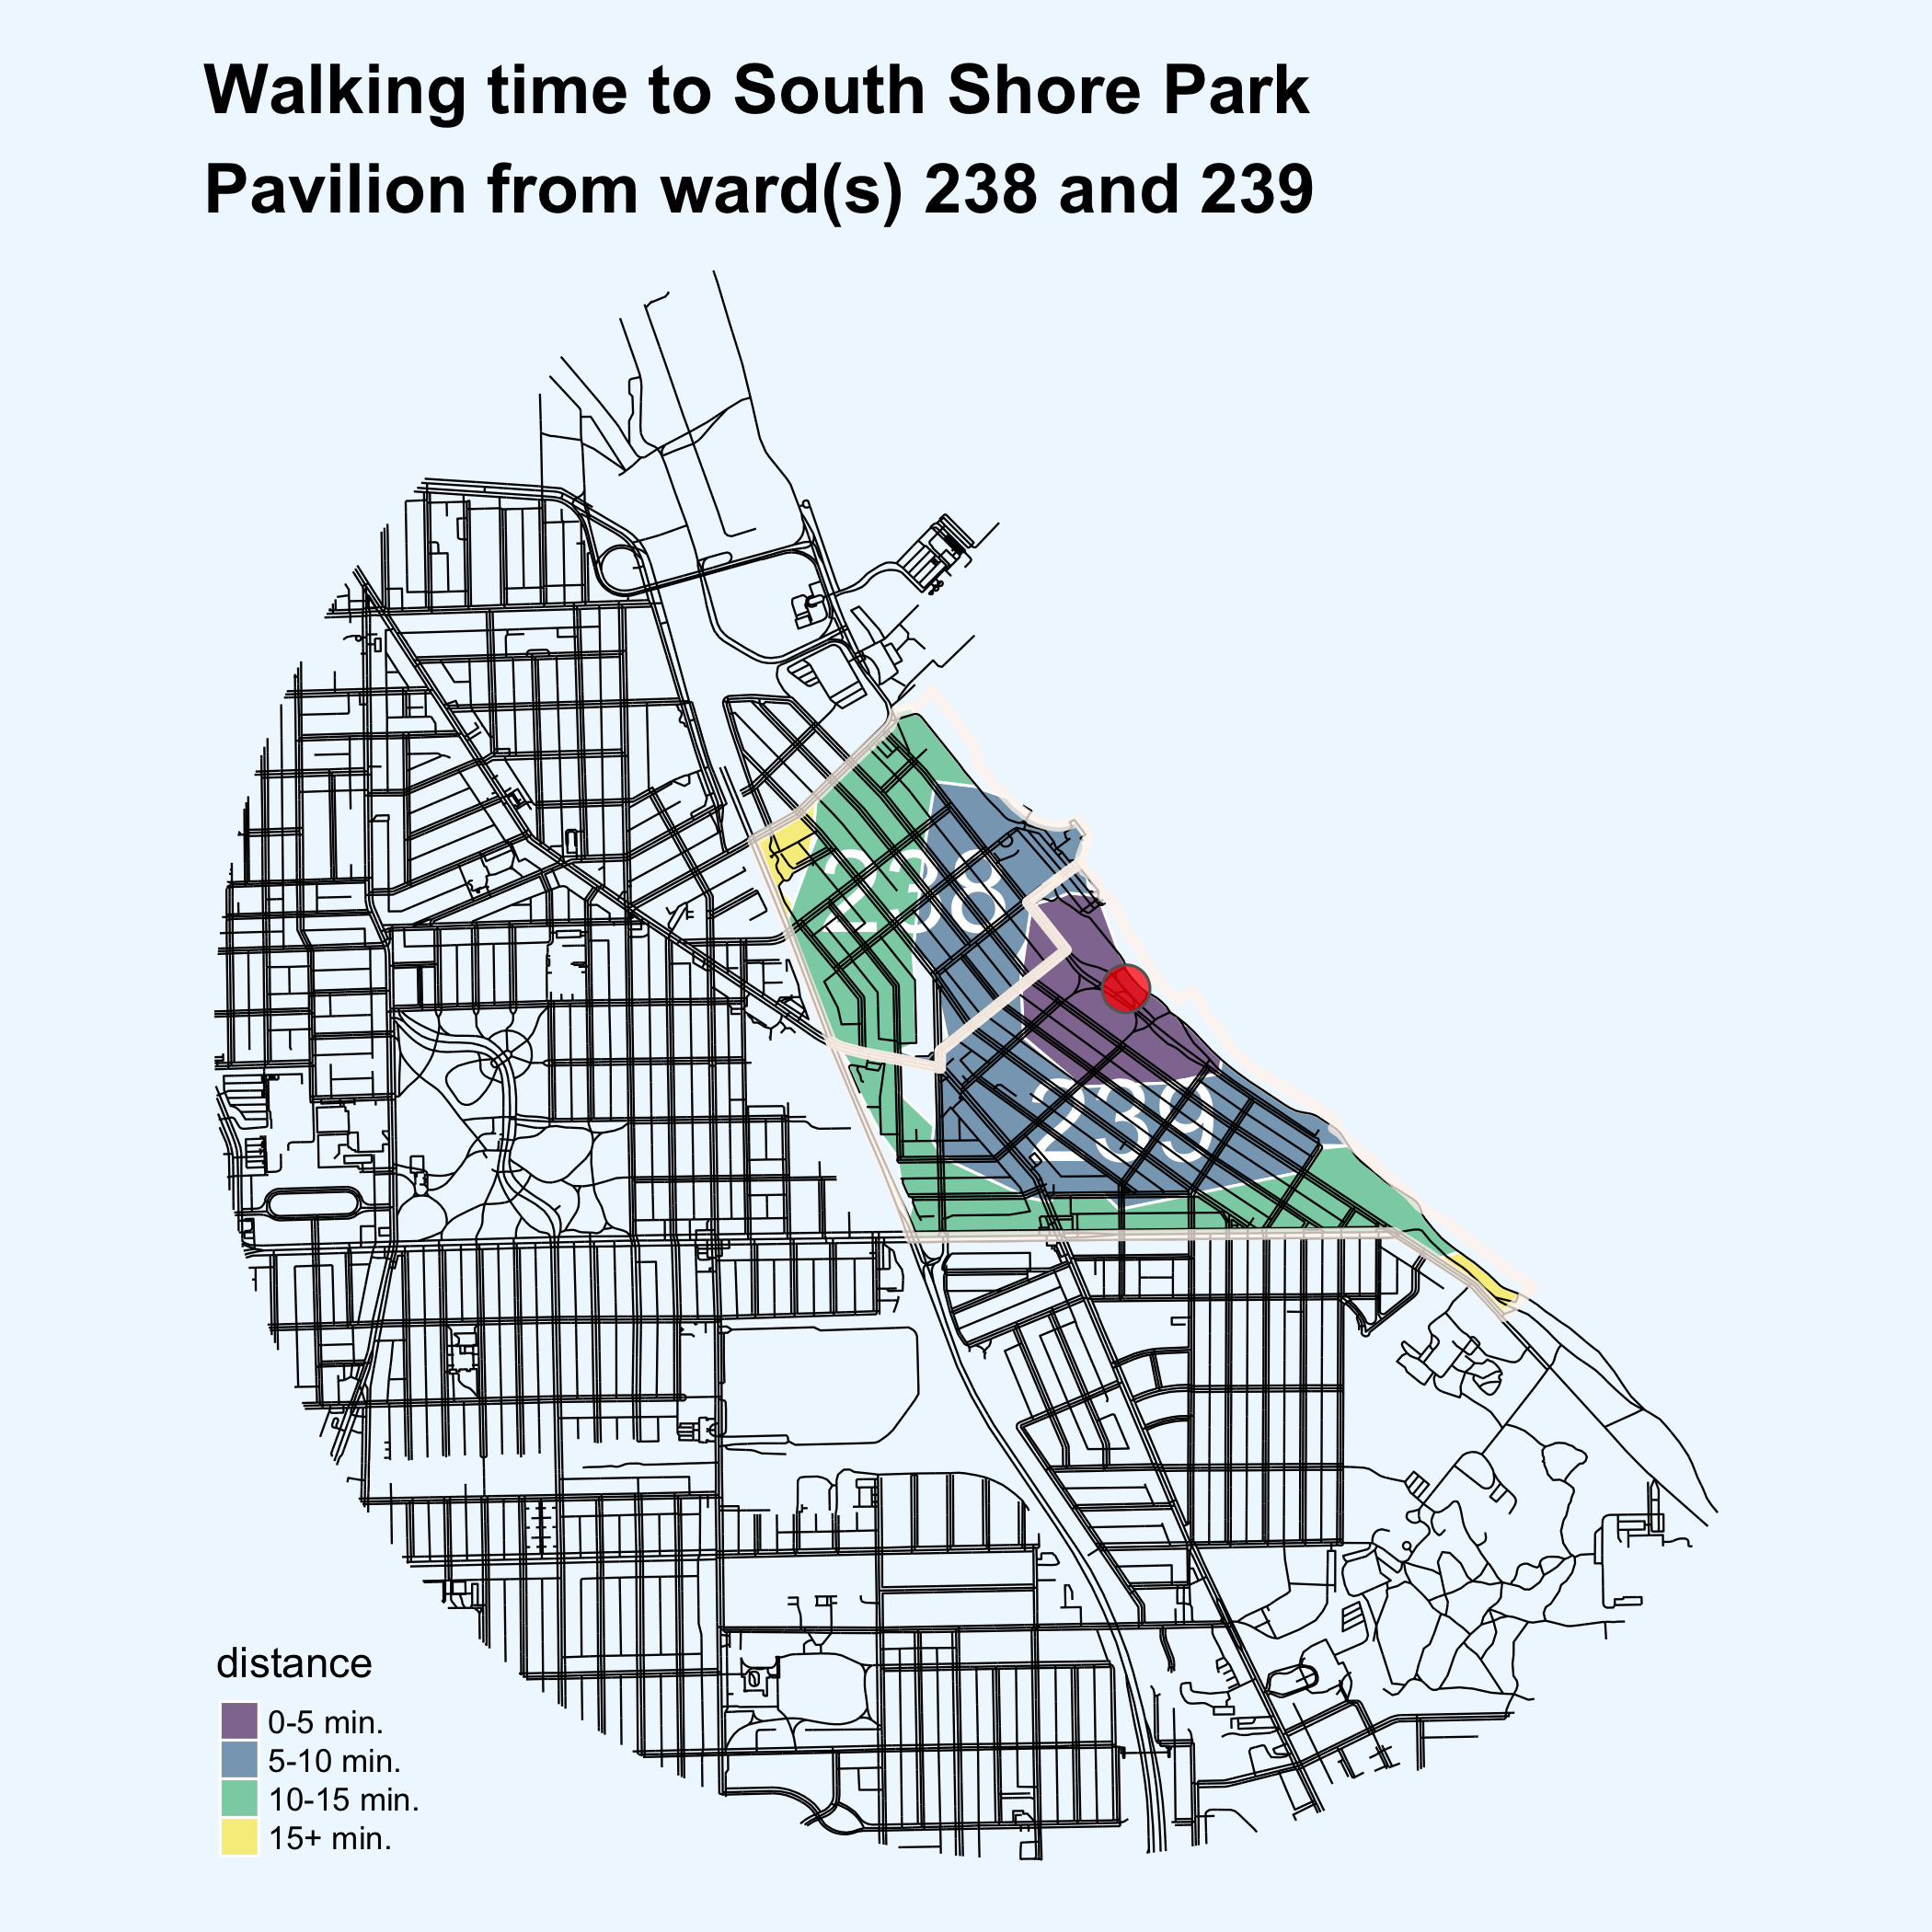 Walking time to South Shore Park
Pavilion from ward(s) 238 and 239
238
239
distance
0-5 min.
5-10 min.
10-15 min.
15+ min.